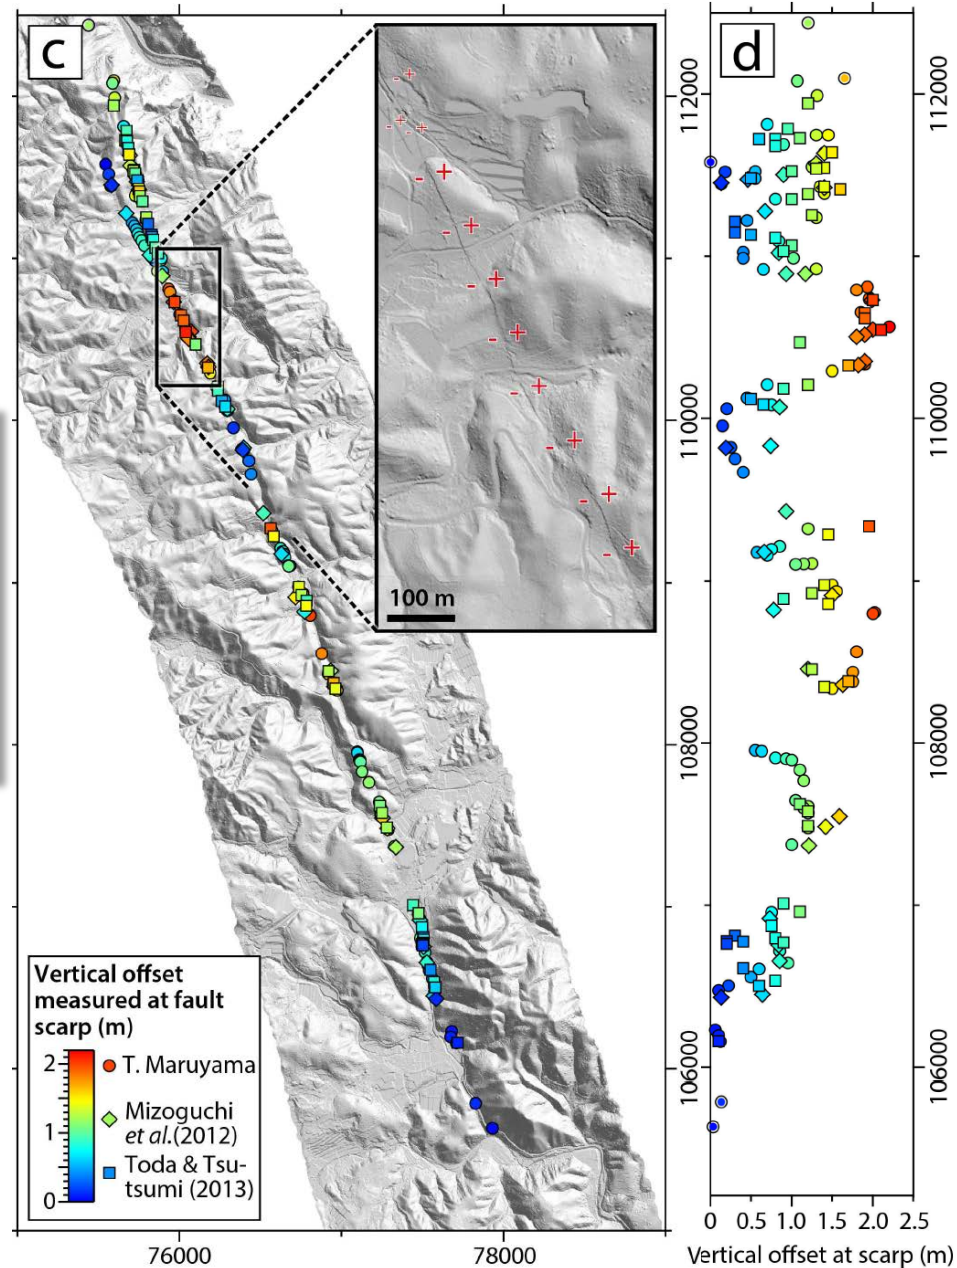 c
d
100 m
Vertical offset
measured at fault
scarp (m)
2
1
0
T. Maruyama
Mizoguchi
et al.(2012)
Toda & Tsu-
tsumi (2013)
76000
78000
112000
110000
108000
106000
112000
110000
108000
106000
0 0.5 1.0 1.5 2.0 2.5
Vertical offset at scarp (m)